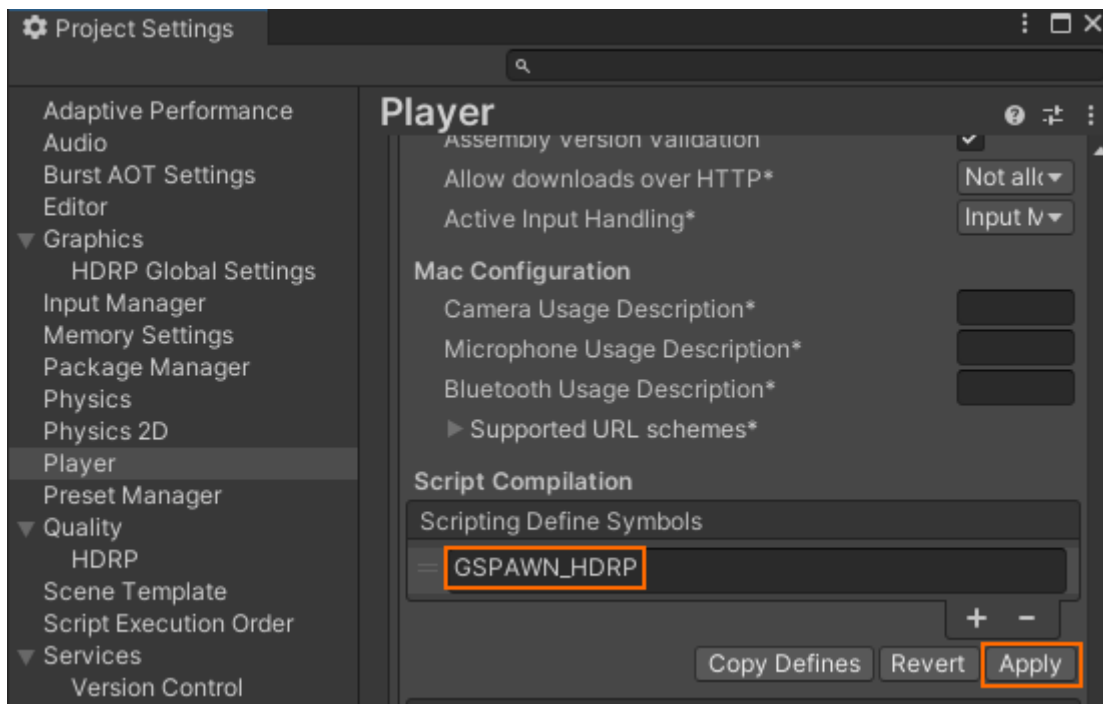 Project Settings
Adaptive Performance
Audio
Burst AOT Settings
Editor
Graphics
HDRP Global Settings
Input Manager
Memory Settings
Package Manager
Physics
Physics 2D
Player
Preset Manager
Quality
HDRP
Scene Template
Script Execution Order
Services
Version Control
Player
Assembly Version Validation
Allow downloads over HTTP*
Not all
Active Input Handling*
Input M
Mac Configuration
Camera Usage Description*
Microphone Usage Description*
Bluetooth Usage Description*
Supported URL schemes*
Script Compilation
Scripting Define Symbols
GSPAWN_HDRP
Copy Defines Revert Apply